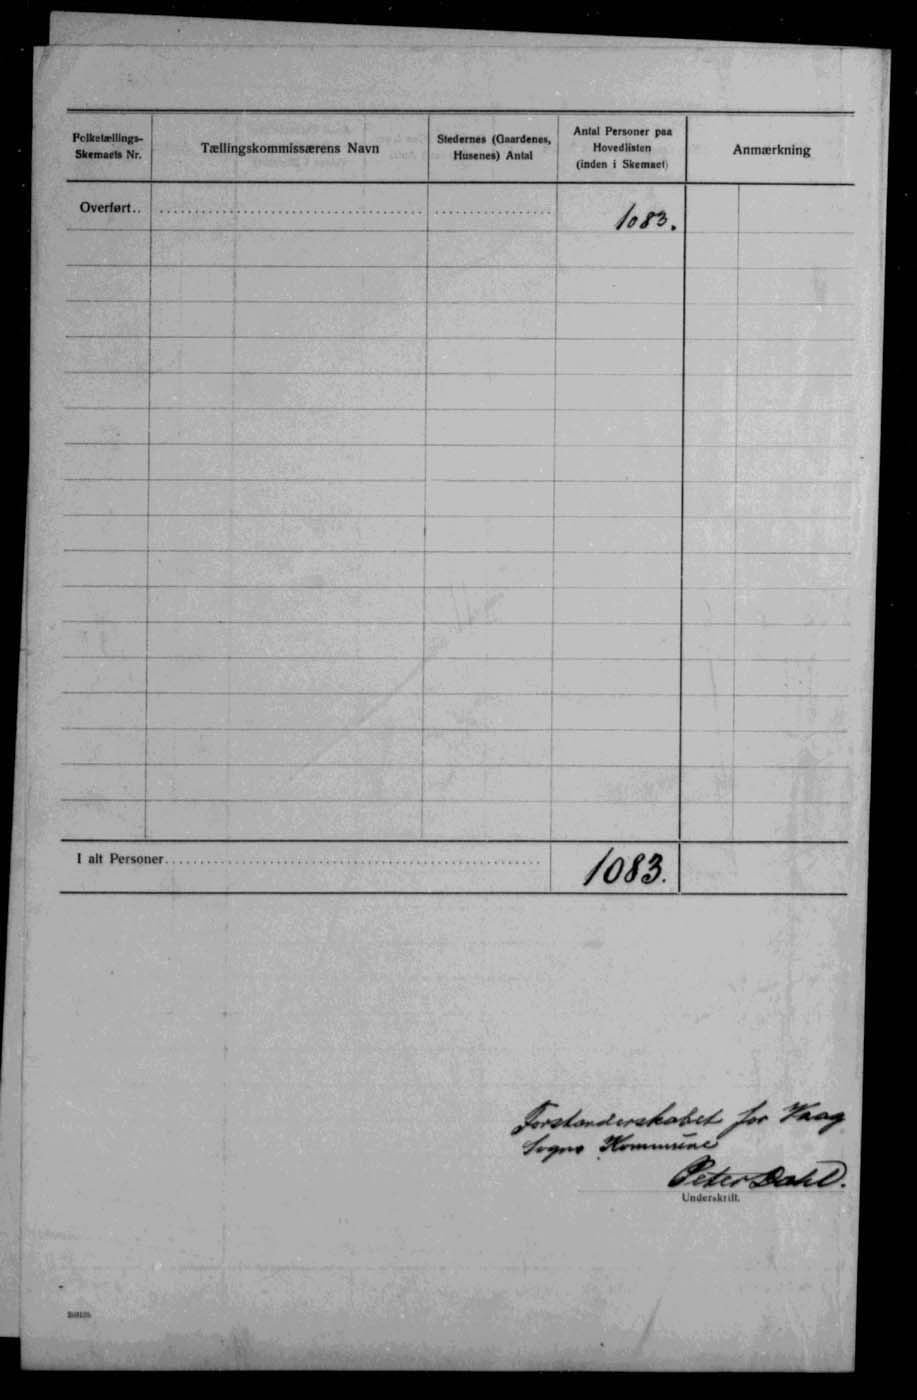 Folketællings-
Skemaets Nr.
Tællingskommissærens Navn
Stedernes (Gaardenes,
Husenes) Antal
Antal Personer paa
Hovedlisten
(inden i Skemaet)
Anmærkning
Overført..
1083.
I alt Personer
1083.
Forstanderskabet for Vaag
Sogns Kommune
Peter Dahl.
Underskrift.